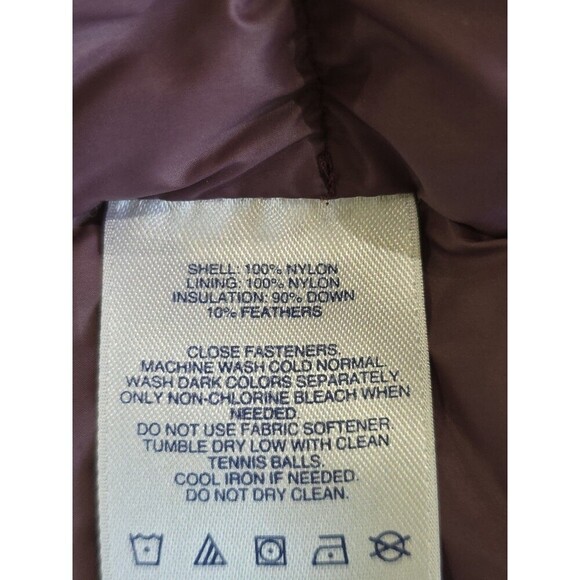 SHELL: 100% NYLON
LINING: 100% NYLON
INSULATION: 90% DOWN
10% FEATHERS
CLOSE FASTENERS.
MACHINE WASH COLD NORMAL.
WASH DARK COLORS SEPARATELY.
ONLY NON-CHLORINE BLEACH WHEN
NEEDED.
DO NOT USE FABRIC SOFTENER.
TUMBLE DRY LOW WITH CLEAN
TENNIS BALLS.
COOL IRON IF NEEDED.
DO NOT DRY CLEAN.